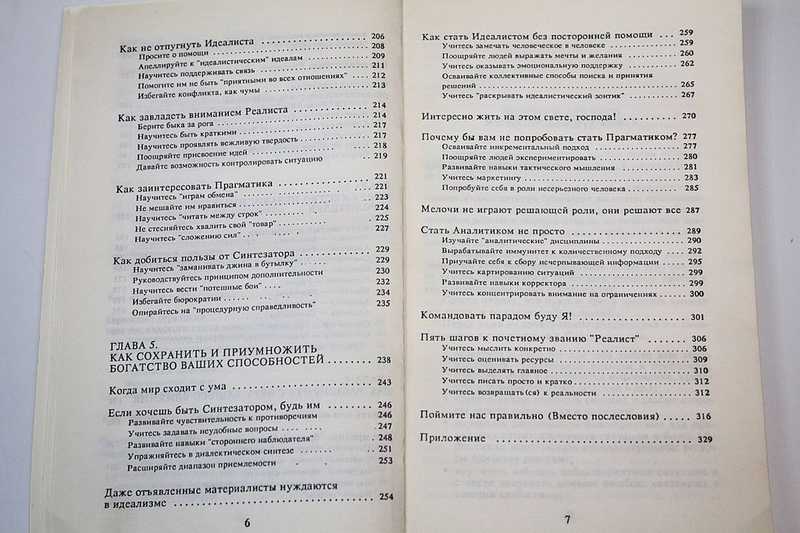 Как не отпугнуть Идеалиста ................ 206
Просите о помощи ................ 208
Апеллируйте к "идеалистическим" идеалам ........ 209
Научитесь поддерживать связь ................ 211
Помогите им не быть "приятными во всех отношениях" .... 212
Избегайте конфликта, как чумы ................ 213
Как завладеть вниманием Реалиста ................ 214
Берите быка за рога ................ 214
Научитесь быть краткими ................ 217
Научитесь проявлять вежливую твердость ........ 217
Поощряйте присвоение идей ................ 218
Давайте возможность контролировать ситуацию .. 219
Как заинтересовать Прагматика ................ 221
Научитесь "играм обмена" ................ 221
Не мешайте им нравиться ................ 223
Научитесь "читать между строк" ................ 224
Не стесняйтесь хвалить свой "товар" ........ 225
Научитесь "сложению сил" ........ 227
Как добиться пользы от Синтезатора ................ 229
Научитесь "заманивать джина в бутылку" ........ 229
Руководствуйтесь принципом дополнительности 230
Научитесь вести "потешные бои" .... 232
Избегайте бюрократии ................ 234
Опирайтесь на "процедурную справедливость" 235
ГЛАВА 5.
КАК СОХРАНИТЬ И ПРИУМНОЖИТЬ
БОГАТСТВО ВАШИХ СПОСОБНОСТЕЙ ........ 238
Когда мир сходит с ума ................ 243
Если хочешь быть Синтезатором, будь им ........ 246
Развивайте чувствительность к противоречиям 246
Учитесь задавать неудобные вопросы ........ 247
Развивайте навыки "стороннего наблюдателя" 248
Упражняйтесь в диалектическом синтезе ........ 251
Расширяйте диапазон приемлемости . . 253
Даже отъявленные материалисты нуждаются
в идеализме ................ 254
6
Как стать Идеалистом без посторонней помощи ... 259
Учитесь замечать человеческое в человеке ........ 259
Поощряйте людей выражать мечты и желания ........ 260
Учитесь оказывать эмоциональную поддержку ........ 262
Осваивайте коллективные способы поиска и принятия
решений ................ 265
Учитесь "раскрывать идеалистический зонтик" ........ 267
Интересно жить на этом свете, господа! .......... 270
Почему бы вам не попробовать стать Прагматиком? 277
Осваивайте инкрементальный подход ........ 277
Поощряйте людей экспериментировать ........ 280
Развивайте навыки тактического мышления ........ 281
Учитесь маркетингу ................ 283
Попробуйте себя в роли несерьезного человека ........ 285
Мелочи не играют решающей роли, они решают все 287
Стать Аналитиком не просто ................ 289
Изучайте "аналитические" дисциплины ........ 290
Вырабатывайте иммунитет к количественному подходу ..... 292
Приучайте себя к сбору исчерпывающей информации ..... 295
Учитесь картированию ситуаций ................ 299
Развивайте навыки корректора ................ 299
Учитесь концентрировать внимание на ограничениях ..... 300
Командовать парадом буду Я! ................ 301
Пять шагов к почетному званию "Реалист" ....... 306
Учитесь мыслить конкретно ................ 306
Учитесь оценивать ресурсы ................ 309
Учитесь выделять главное ................ 310
Учитесь писать просто и кратко ................ 312
Учитесь возвращать(ся) к реальности ................ 312
Поймите нас правильно (Вместо послесловия) ..... 316
Приложение ................ 329
7